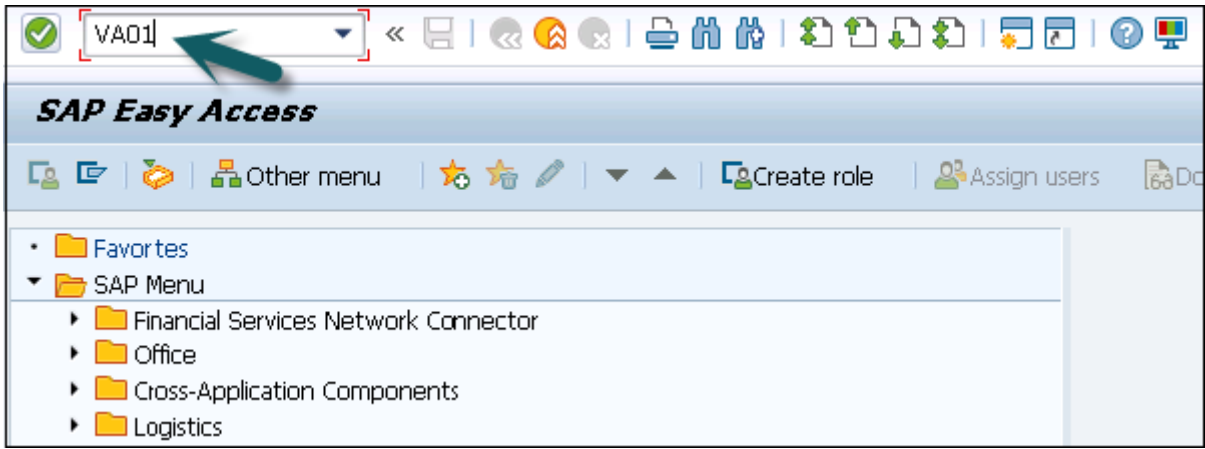 VA01
SAP Easy Access
Other menu Create role Assign users Do
Favortes
SAP Menu
Financial Services Network Connector
Office
Cross-Application Components
Logistics